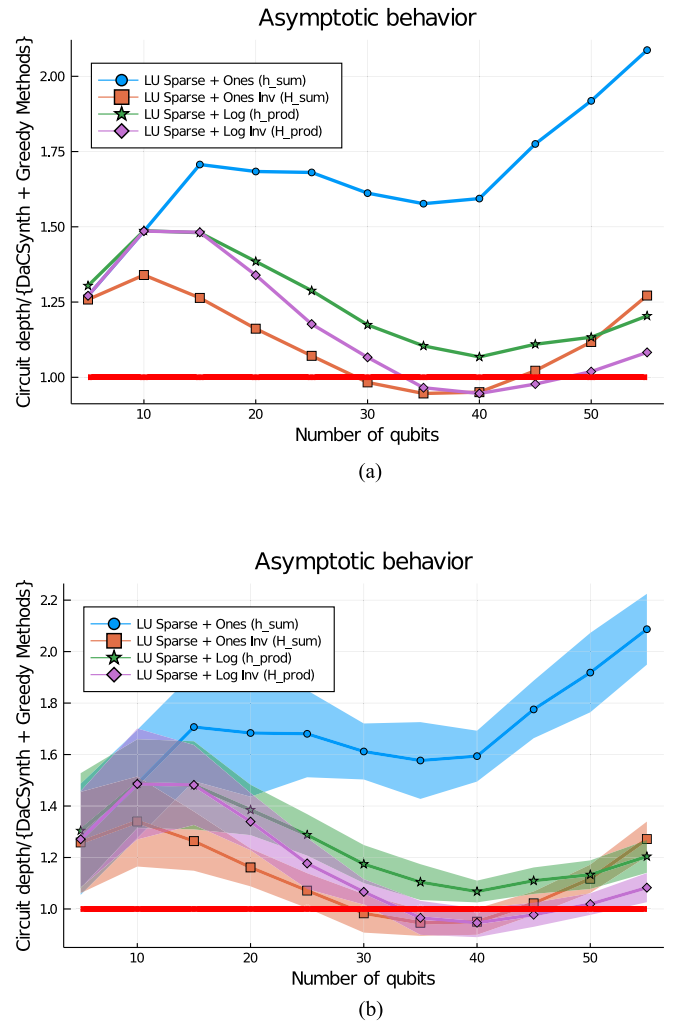 Asymptotic behavior
Circuit depth/{DaCSynth + Greedy Methods}
2.00
1.75
1.50
1.25
1.00
LU Sparse + Ones (h_sum)
LU Sparse + Ones Inv (H_sum)
LU Sparse + Log (h_prod)
LU Sparse + Log Inv (H_prod)
10 20 30 40 50
Number of qubits
(a)
Asymptotic behavior
Circuit depth/{DaCSynth + Greedy Methods}
2.2
2.0
1.8
1.6
1.4
1.2
1.0
LU Sparse + Ones (h_sum)
LU Sparse + Ones Inv (H_sum)
LU Sparse + Log (h_prod)
LU Sparse + Log Inv (H_prod)
10 20 30 40 50
Number of qubits
(b)